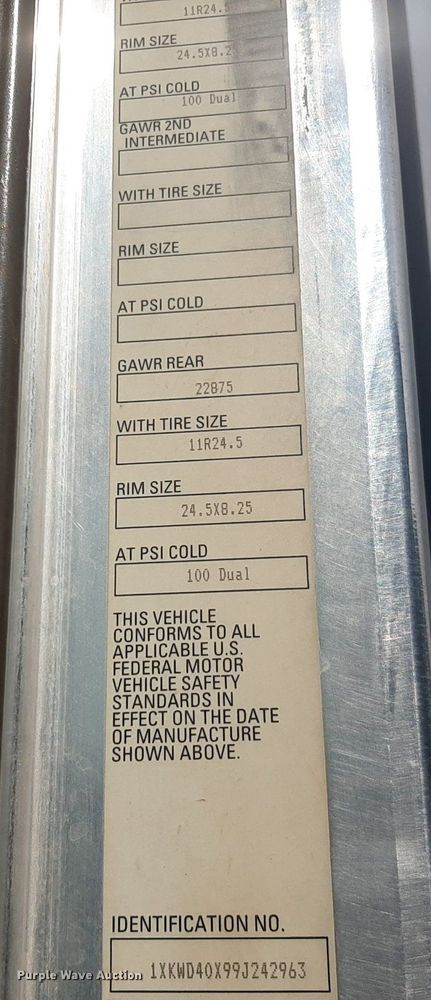 11R24.5
RIM SIZE
24.5X8.25
AT PSI COLD
100 Dual
GAWR 2ND
INTERMEDIATE
WITH TIRE SIZE
RIM SIZE
AT PSI COLD
GAWR REAR
22875
WITH TIRE SIZE
11R24.5
RIM SIZE
24.5X8.25
AT PSI COLD
100 Dual
THIS VEHICLE
CONFORMS TO ALL
APPLICABLE U.S.
FEDERAL MOTOR
VEHICLE SAFETY
STANDARDS IN
EFFECT ON THE DATE
OF MANUFACTURE
SHOWN ABOVE.
IDENTIFICATION NO.
1XKWD40X99J242963
Purple Wave Auction